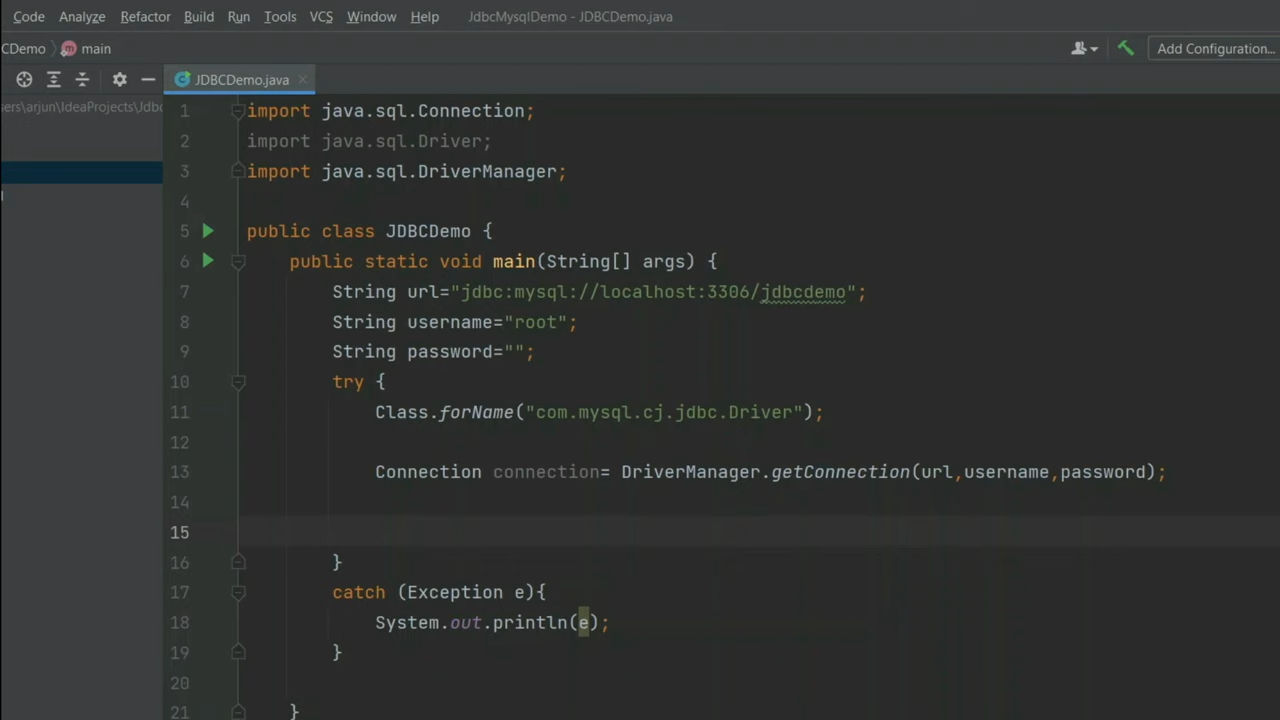 Code Analyze Refactor Build Run Tools VCS Window Help JdbcMysqlDemo - JDBCDemo.java
CDemo main Add Configuration...
JDBCDemo.java
sers\arjun\IdeaProjects\Jdbc
1 import java.sql.Connection;
2 import java.sql.Driver;
3 import java.sql.DriverManager;
4
5 public class JDBCDemo {
6 public static void main(String[] args) {
7 String url="jdbc:mysql://localhost:3306/jdbcdemo";
8 String username="root";
9 String password="";
10 try {
11 Class.forName("com.mysql.cj.jdbc.Driver");
12
13 Connection connection= DriverManager.getConnection(url,username,password);
14
15
16 }
17 catch (Exception e){
18 System.out.println(e);
19 }
20
21 }